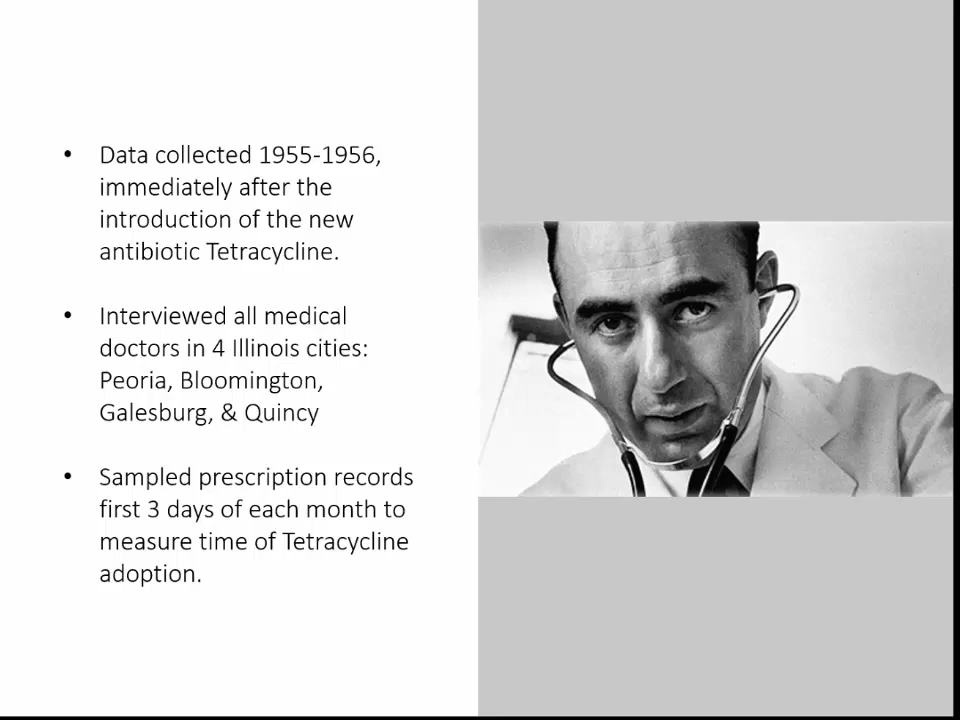 • Data collected 1955-1956,
immediately after the
introduction of the new
antibiotic Tetracycline.
• Interviewed all medical
doctors in 4 Illinois cities:
Peoria, Bloomington,
Galesburg, & Quincy
• Sampled prescription records
first 3 days of each month to
measure time of Tetracycline
adoption.